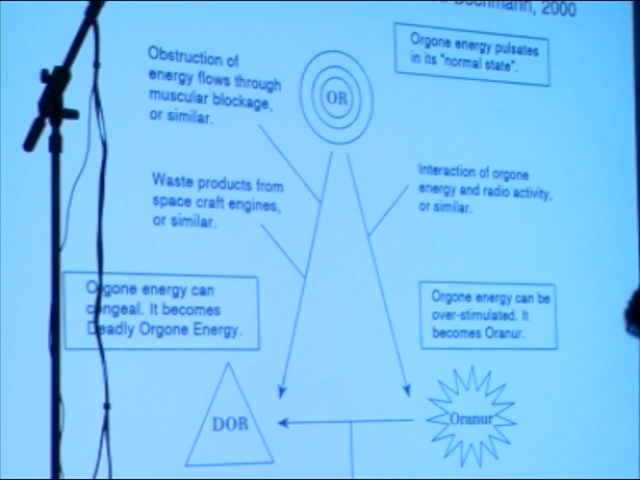 2000
Obstruction of
energy flows through
muscular blockage,
or similar.
Orgone energy pulsates
in its "normal state".
OR
Waste products from
space craft engines,
or similar.
Interaction of orgone
energy and radio activity,
or similar.
Orgone energy can
congeal. It becomes
Deadly Orgone Energy.
Orgone energy can be
over-stimulated. It
becomes Oranur.
DOR
Oranur